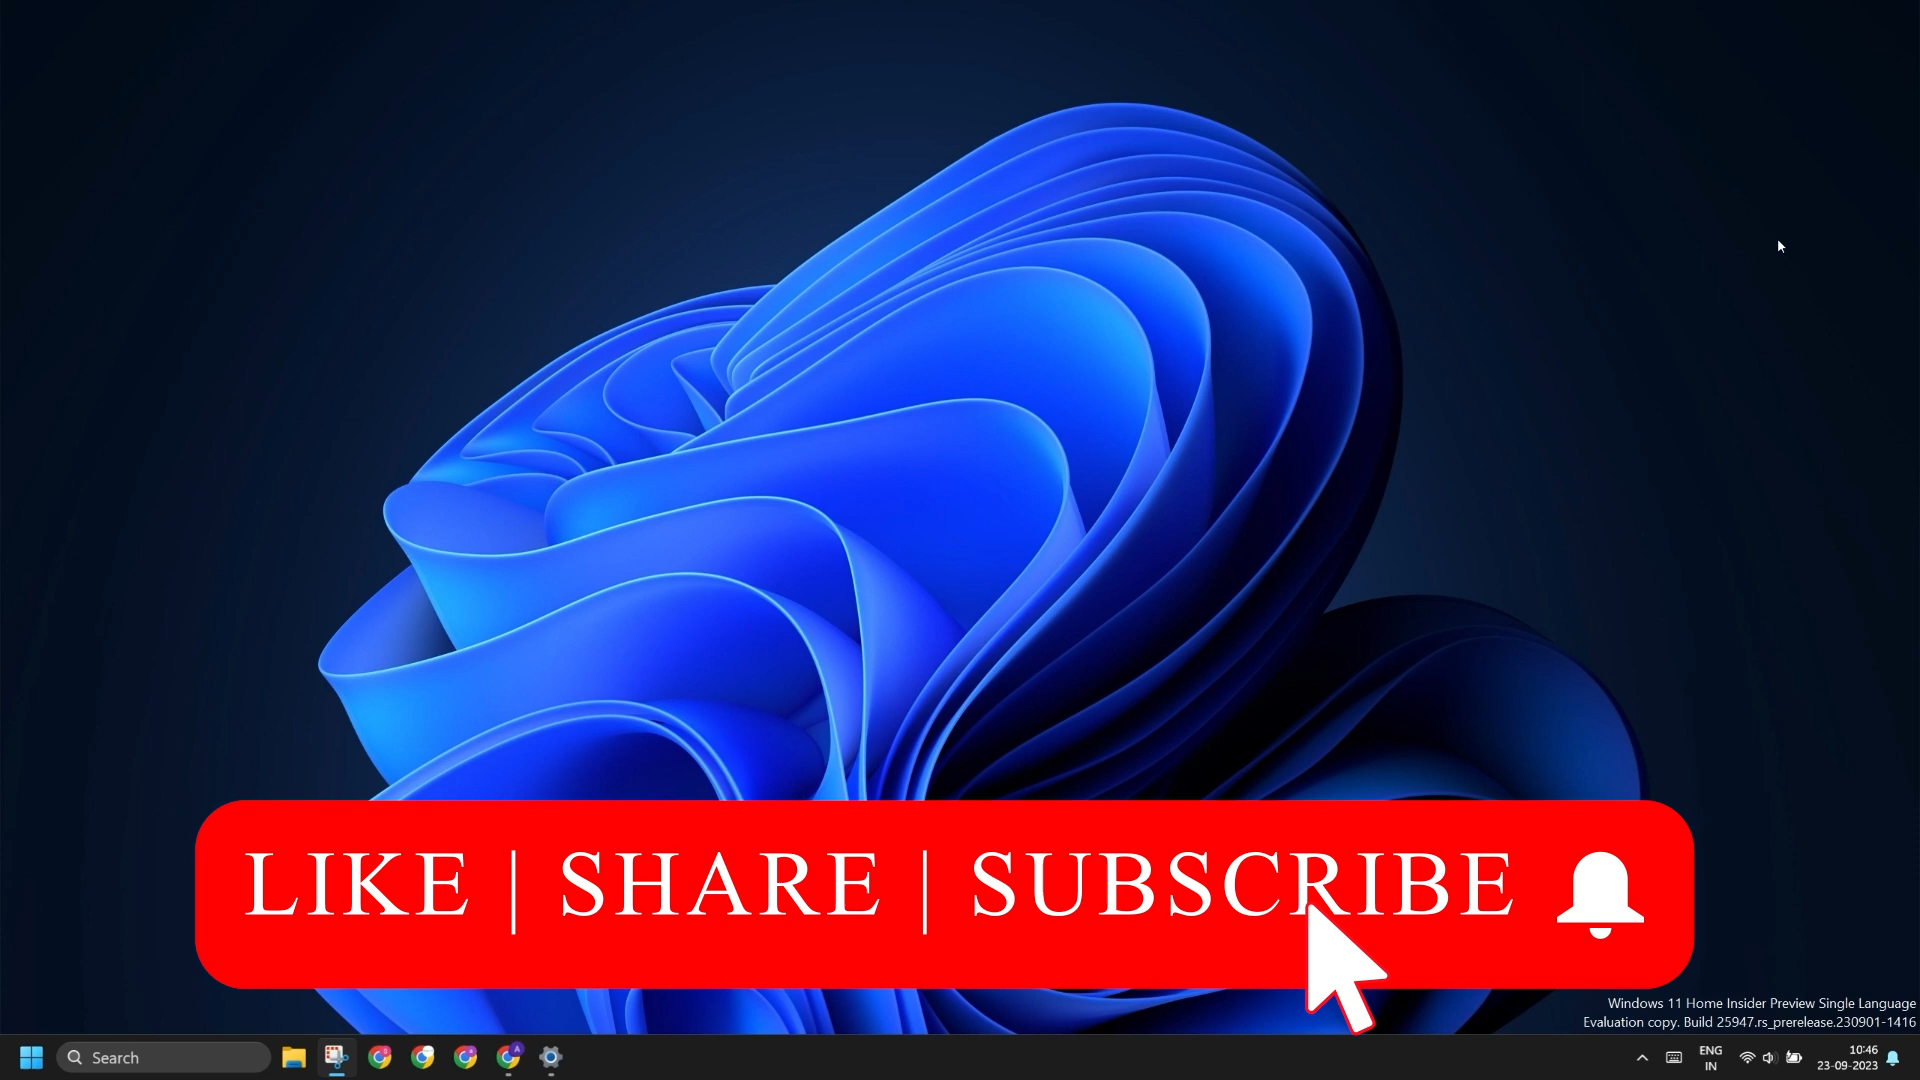 LIKE | SHARE | SUBSCRIBE
Windows 11 Home Insider Preview Single Language
Evaluation copy. Build 25947.rs_prerelease.230901-1416
Search
A
ENG
IN
10:46
23-09-2023